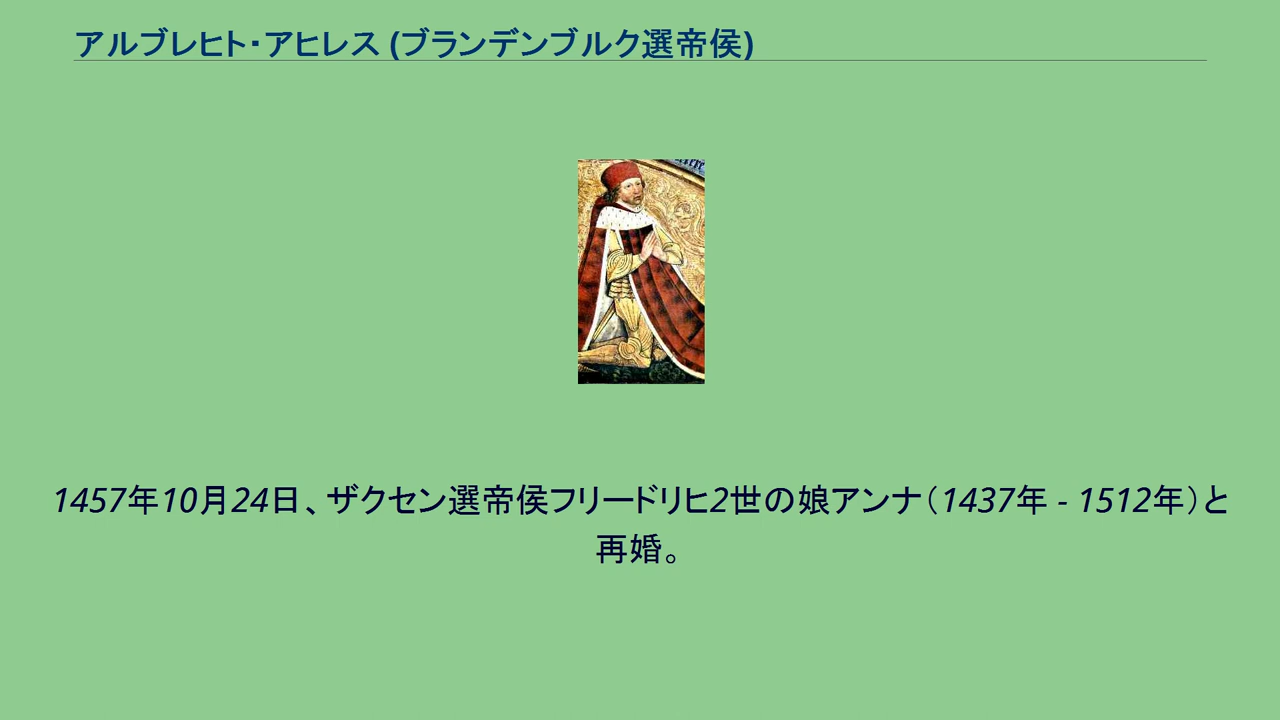 アルブレヒト・アヒレス (ブランデンブルク選帝侯)
1457年10月24日、ザクセン選帝侯フリードリヒ2世の娘アンナ（1437年 - 1512年）と
再婚。